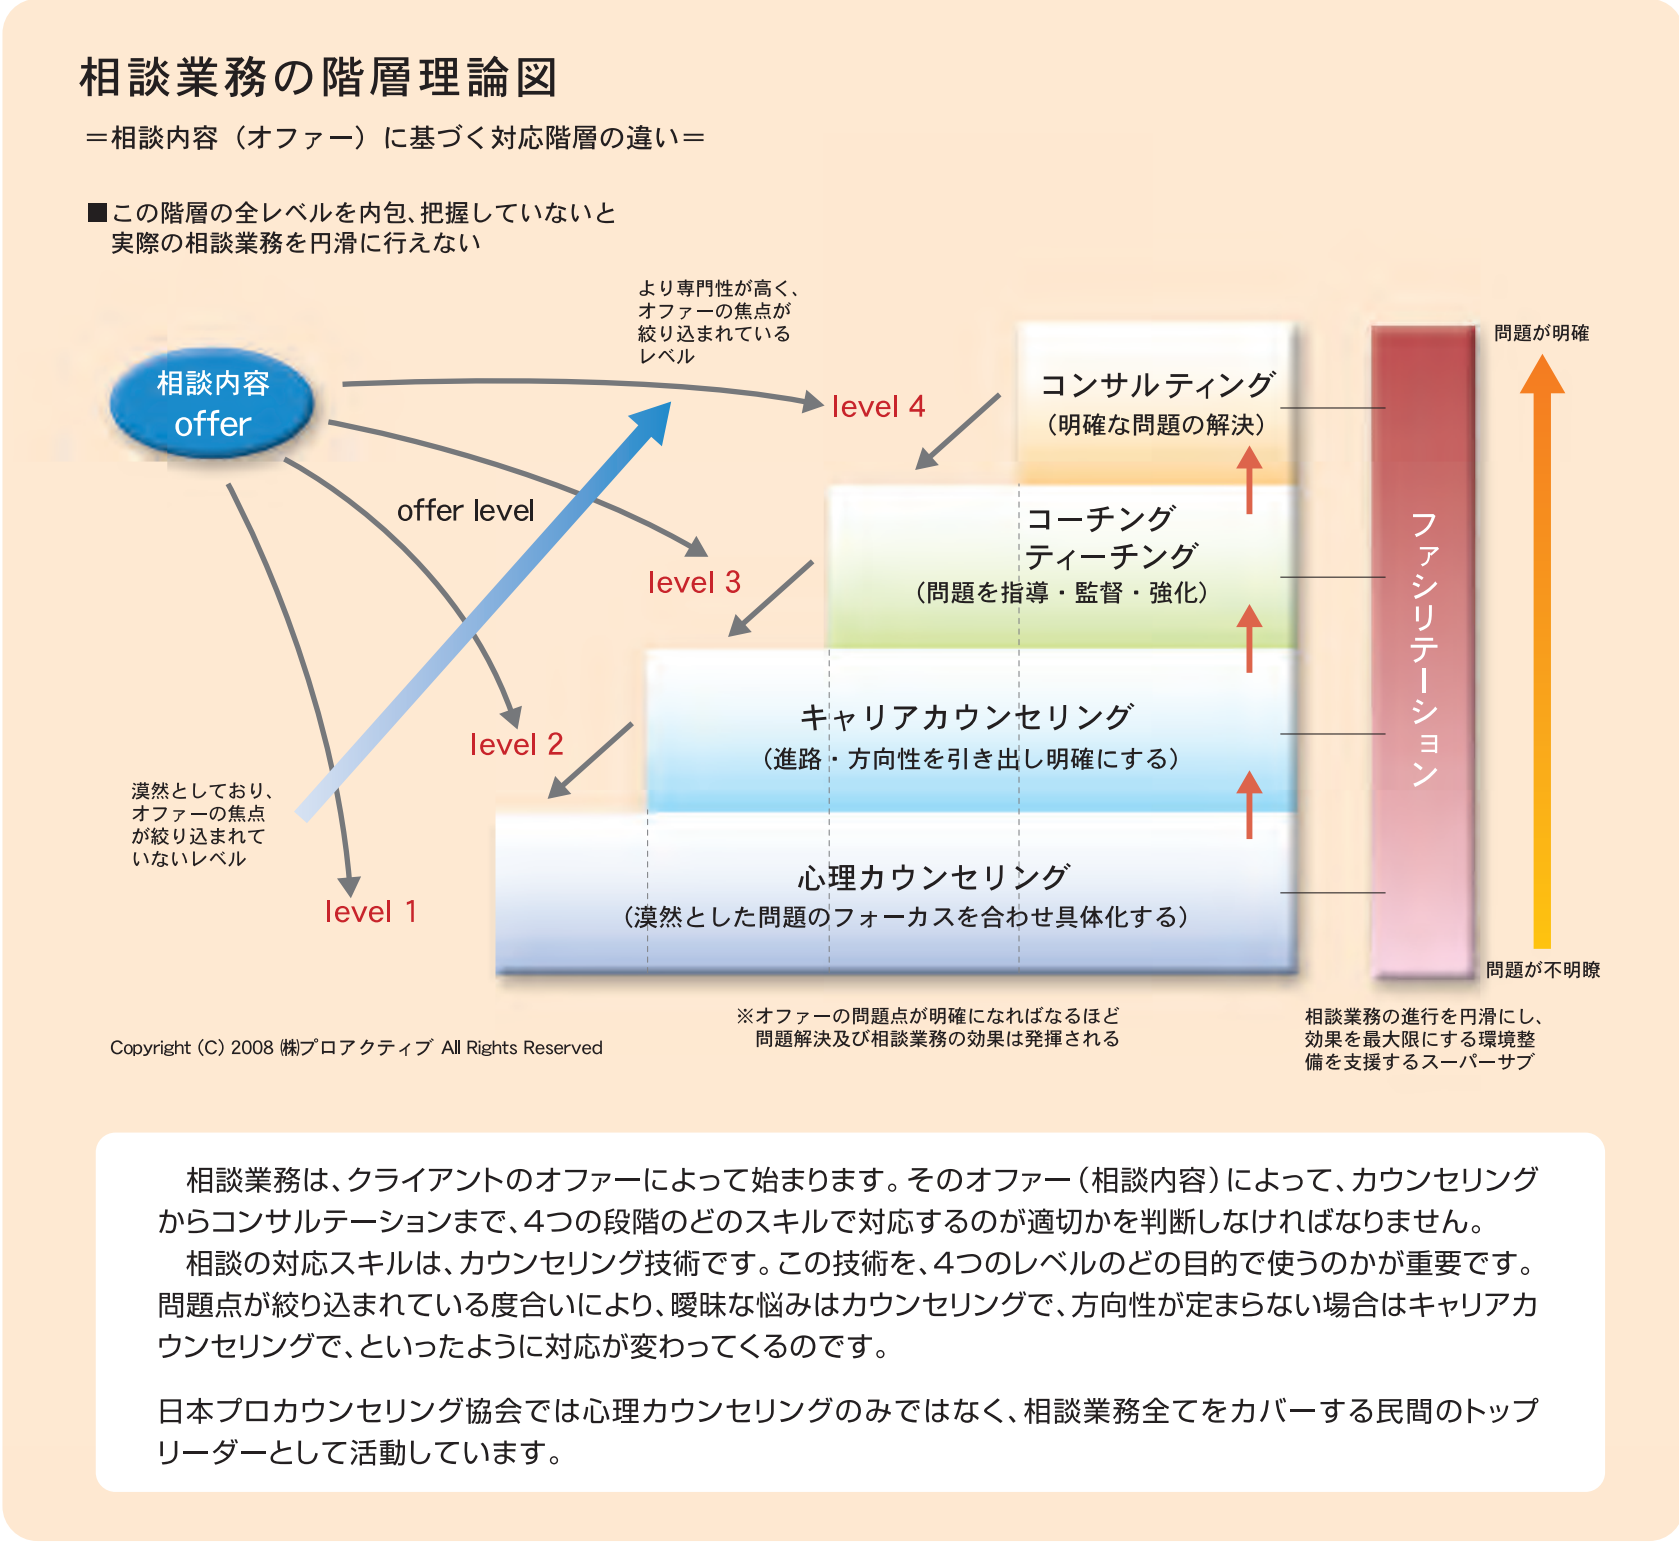 相談業務の階層理論図
＝相談内容（オファー）に基づく対応階層の違い＝
■この階層の全レベルを内包、把握していないと
実際の相談業務を円滑に行えない
より専門性が高く、
オファーの焦点が
絞り込まれている
レベル
問題が明確
相談内容
offer
level 4
コンサルティング
（明確な問題の解決）
offer level
level 3
コーチング
ティーチング
（問題を指導・監督・強化）
ファシリテーション
level 2
キャリアカウンセリング
（進路・方向性を引き出し明確にする）
漠然としており、
オファーの焦点
が絞り込まれて
いないレベル
level 1
心理カウンセリング
（漠然とした問題のフォーカスを合わせ具体化する）
問題が不明瞭
※オファーの問題点が明確になればなるほど
問題解決及び相談業務の効果は発揮される
相談業務の進行を円滑にし、
効果を最大限にする環境整
備を支援するスーパーサブ
Copyright (C) 2008 ㈱プロアクティブ All Rights Reserved
相談業務は、クライアントのオファーによって始まります。そのオファー（相談内容）によって、カウンセリング
からコンサルテーションまで、4つの段階のどのスキルで対応するのが適切かを判断しなければなりません。
相談の対応スキルは、カウンセリング技術です。この技術を、4つのレベルのどの目的で使うのかが重要です。
問題点が絞り込まれている度合いにより、曖昧な悩みはカウンセリングで、方向性が定まらない場合はキャリアカ
ウンセリングで、といったように対応が変わってくるのです。
日本プロカウンセリング協会では心理カウンセリングのみではなく、相談業務全てをカバーする民間のトップ
リーダーとして活動しています。